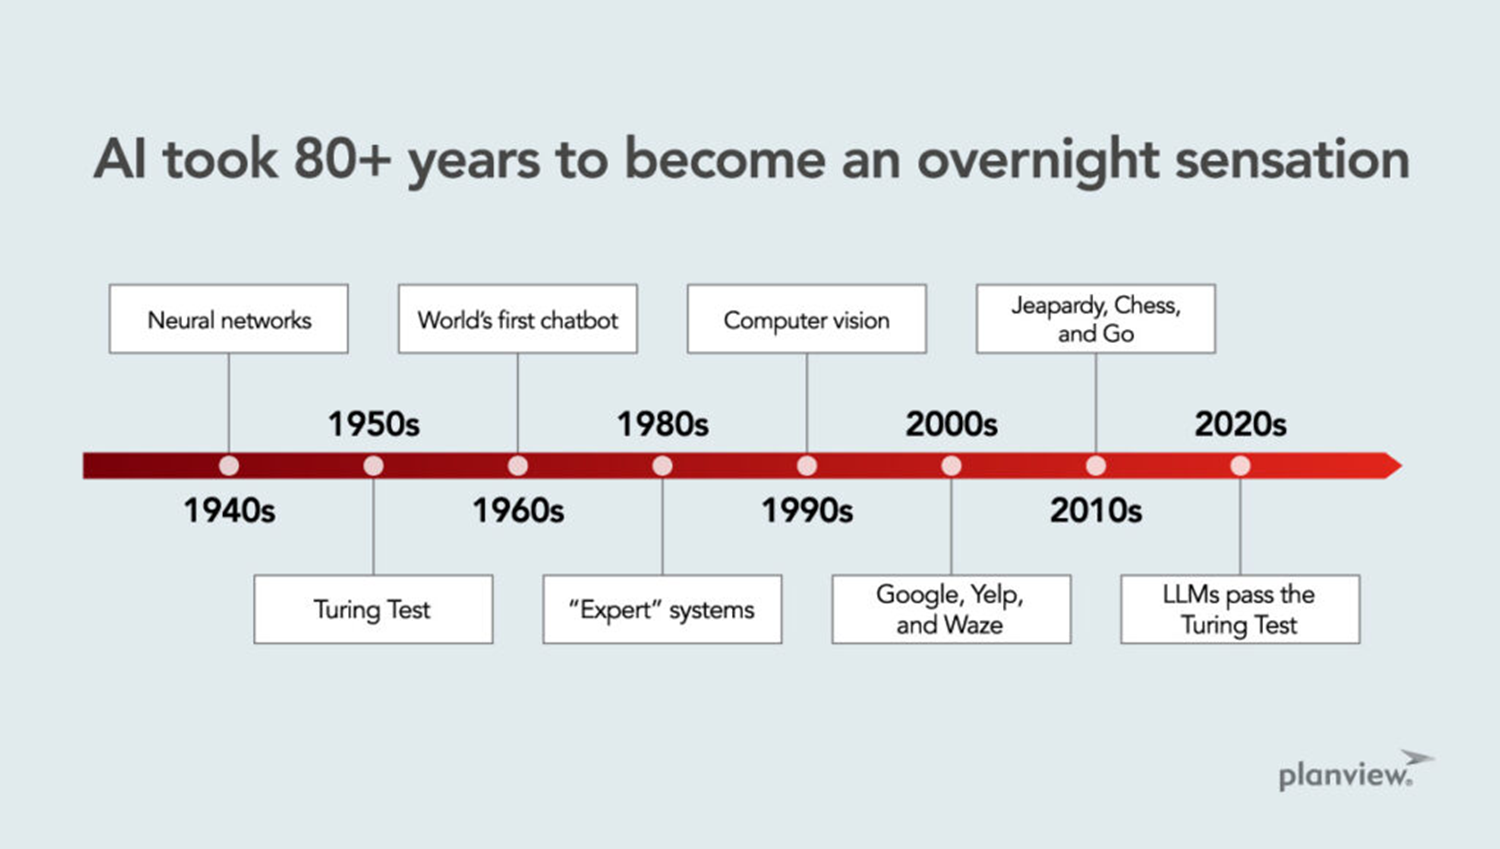 AI took 80+ years to become an overnight sensation
Neural networks
World's first chatbot
Computer vision
Jeapardy, Chess,
and Go
1950s
1980s
2000s
2020s
1940s
1960s
1990s
2010s
Turing Test
“Expert” systems
Google, Yelp,
and Waze
LLMs pass the
Turing Test
planview.